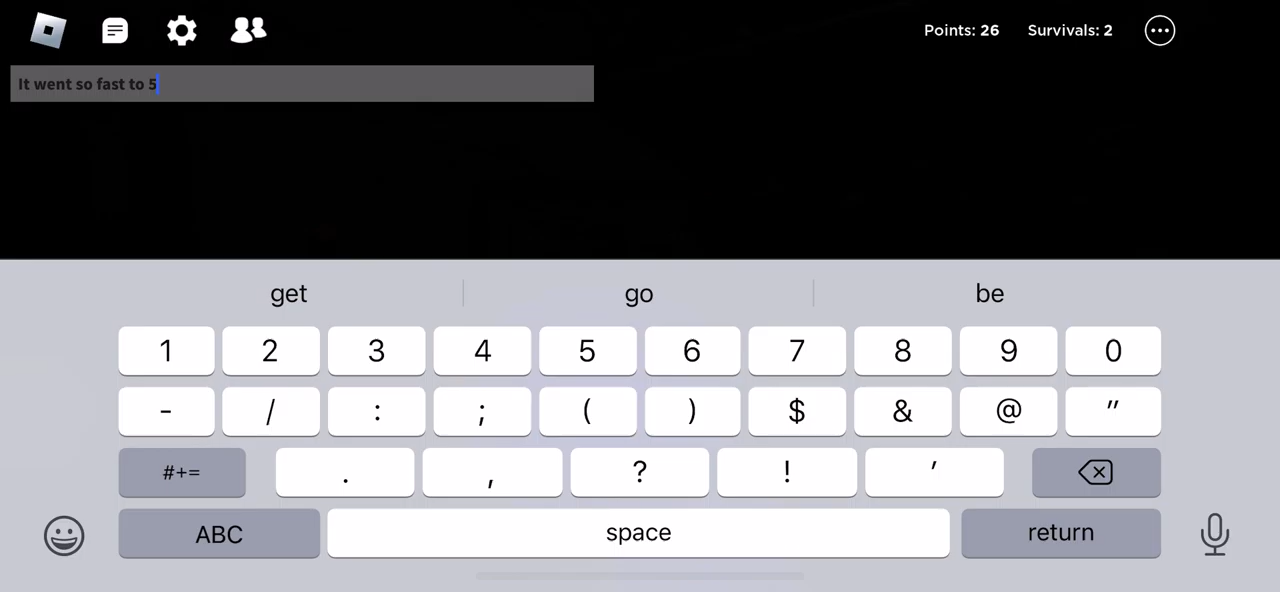 Points: 26 Survivals: 2
It went so fast to 5
get go be
1 2 3 4 5 6 7 8 9 0
- / : ; ( ) $ & @ "
#+= . , ? ! '
ABC space return